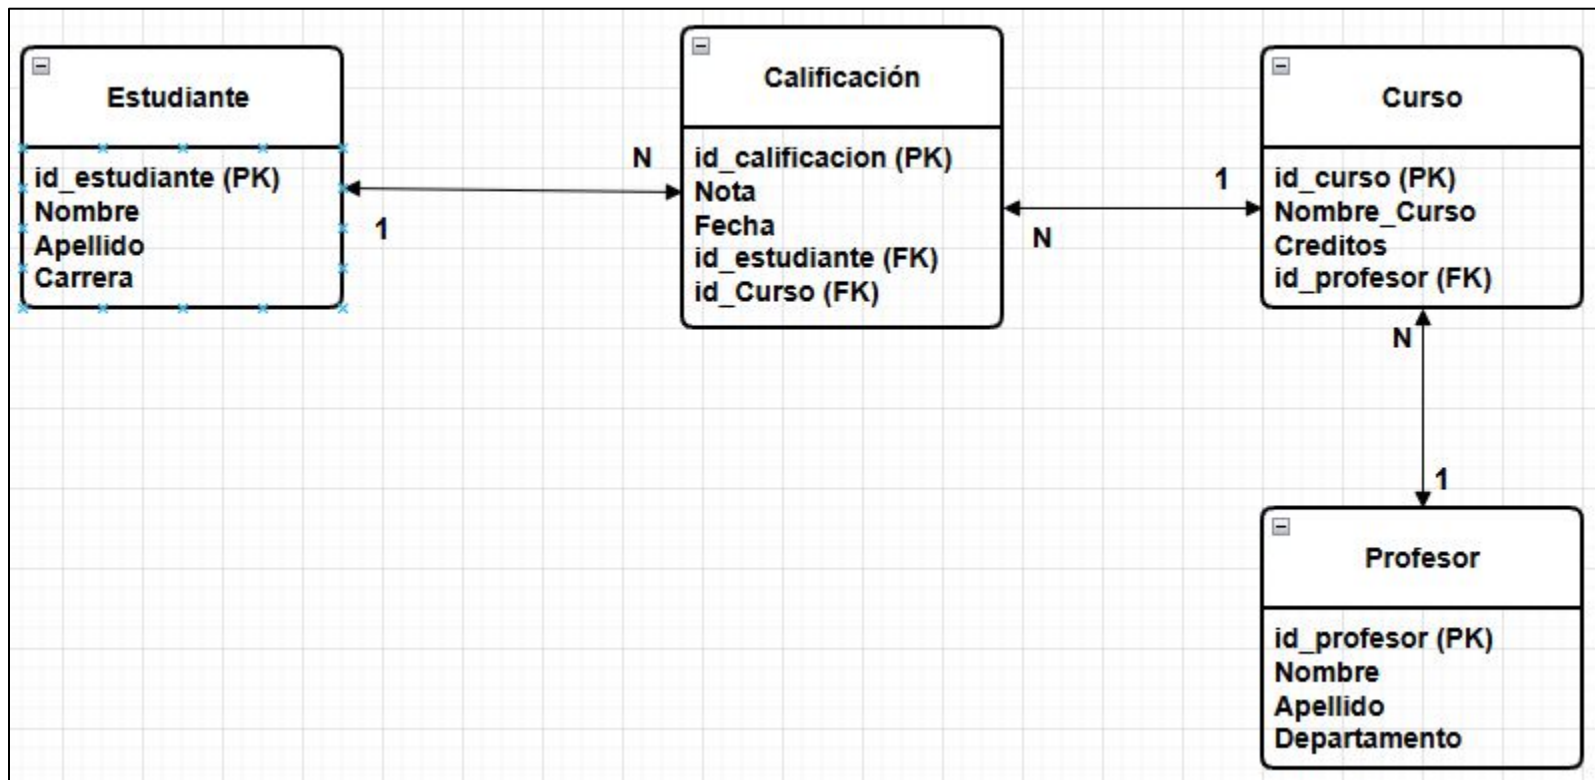 Estudiante
id_estudiante (PK)
Nombre
Apellido
Carrera
1
N
Calificación
id_calificacion (PK)
Nota
Fecha
id_estudiante (FK)
id_Curso (FK)
N
1
Curso
id_curso (PK)
Nombre_Curso
Creditos
id_profesor (FK)
N
1
Profesor
id_profesor (PK)
Nombre
Apellido
Departamento